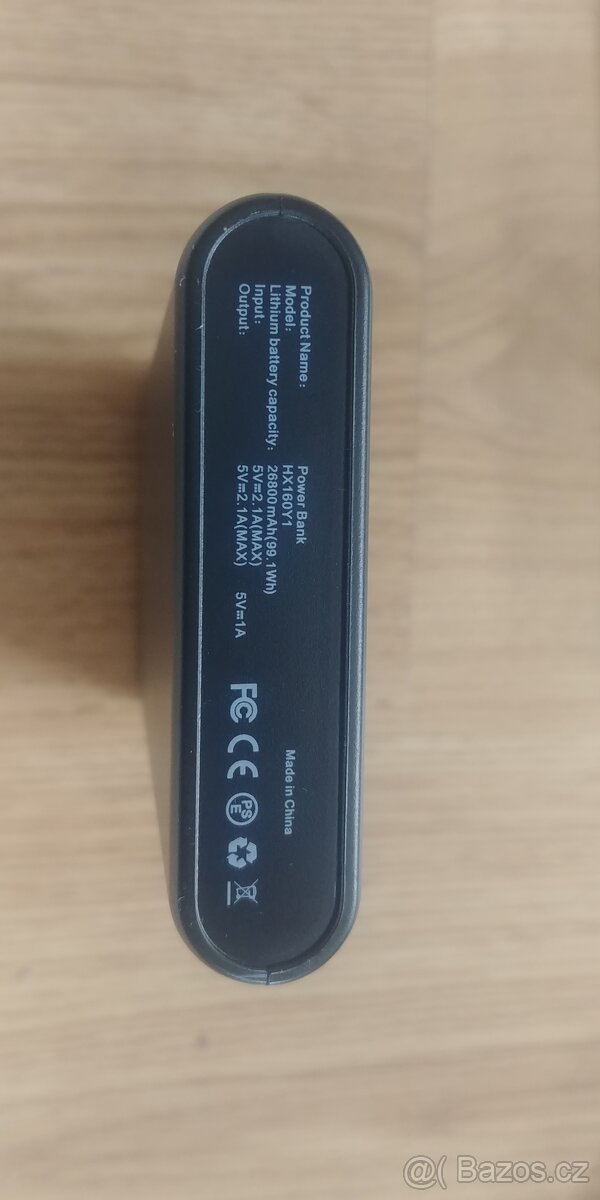 Product Name: Power Bank
Model: HX160Y1
Lithium battery capacity: 26800mAh(99.1Wh)
Input: 5V⎓2.1A(MAX)
Output: 5V⎓2.1A(MAX) 5V⎓1A
Made in China
FC CE PSE
@( Bazos.cz